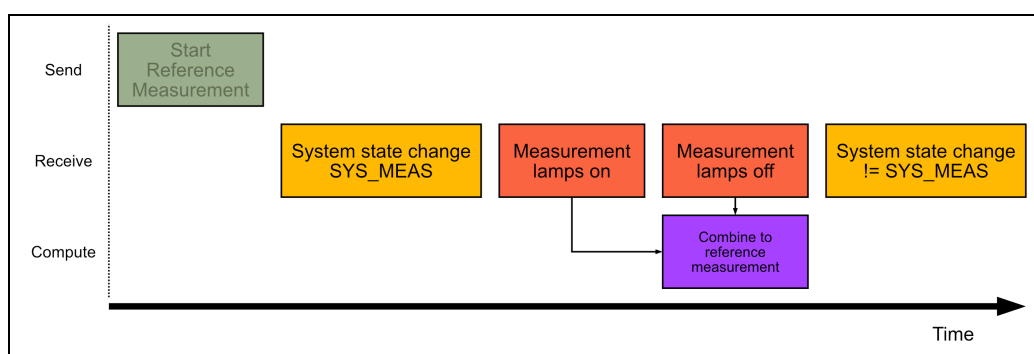 Send
Start
Reference
Measurement
Receive
System state change
SYS_MEAS
Measurement
lamps on
Measurement
lamps off
System state change
!= SYS_MEAS
Compute
Combine to
reference
measurement
Time